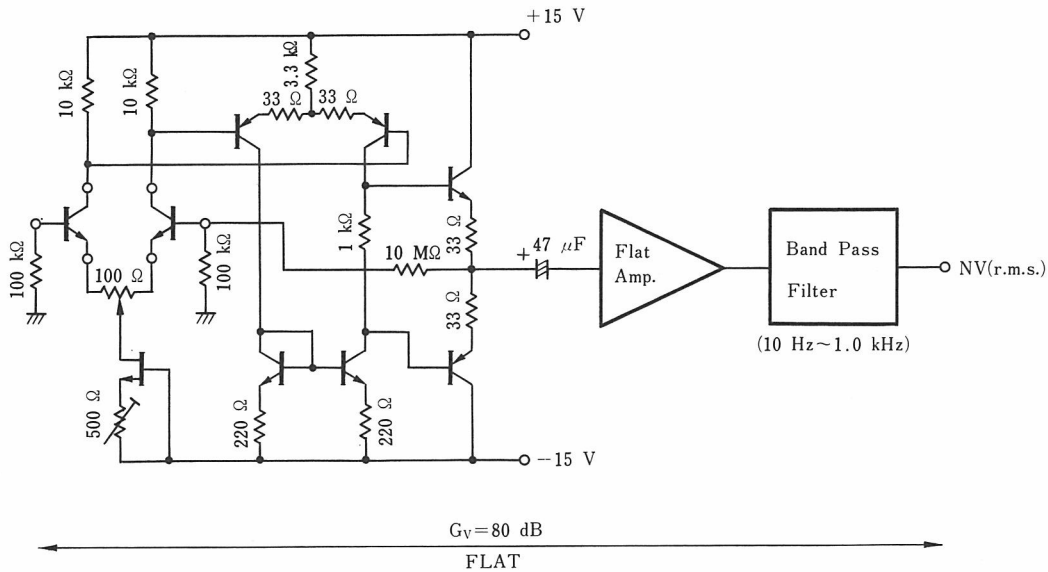 +15 V
10 kΩ
10 kΩ
3.3 kΩ
33 Ω
33 Ω
100 kΩ
100 Ω
100 kΩ
1 kΩ
10 MΩ
33 Ω
33 Ω
+
47 μF
Flat
Amp.
Band Pass
Filter
NV(r.m.s.)
(10 Hz~1.0 kHz)
500 Ω
220 Ω
220 Ω
−15 V
GV=80 dB
FLAT